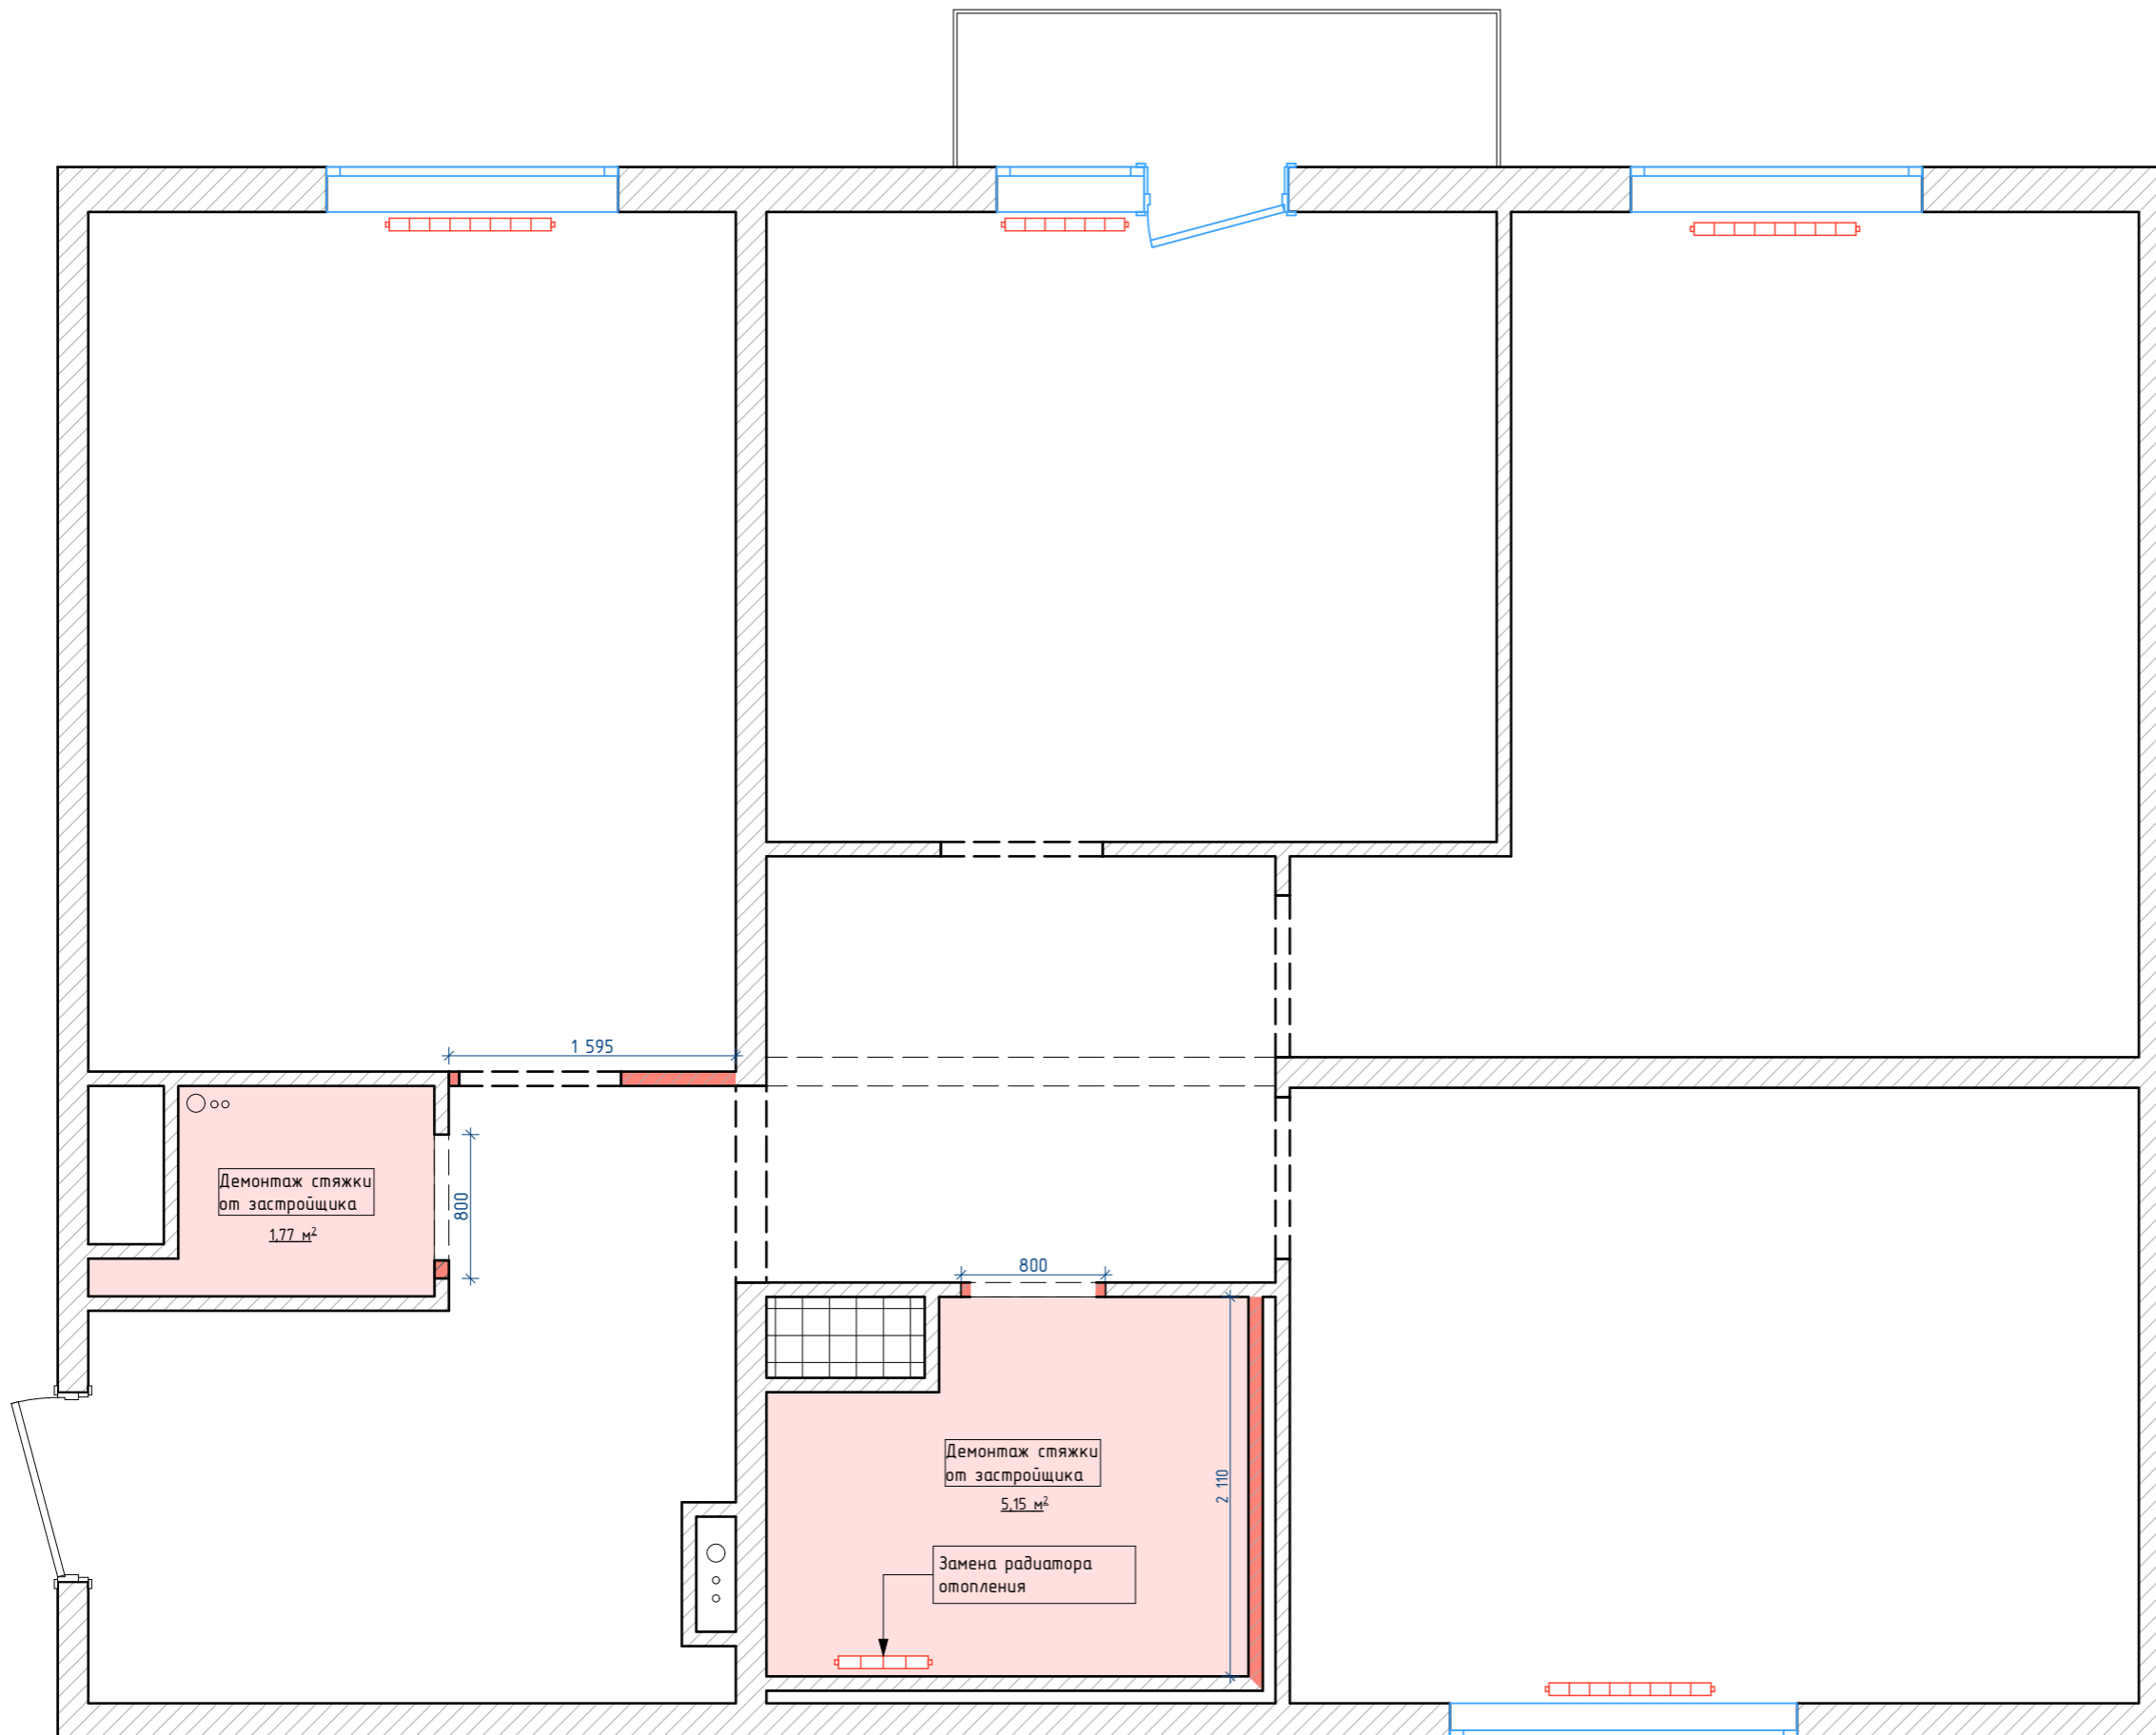 1 595
Демонтаж стяжки
от застройщика
1,77 м²
800
800
Демонтаж стяжки
от застройщика
5,15 м²
2 110
Замена радиатора
отопления